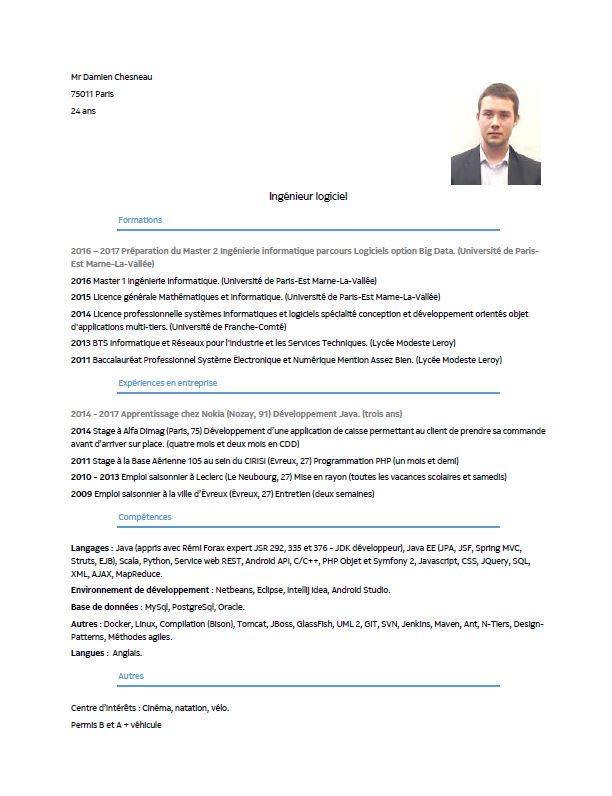 Mr Damien Chesneau
75011 Paris
24 ans
Ingénieur logiciel
Formations
2016 – 2017 Préparation du Master 2 Ingénierie informatique parcours Logiciels option Big Data. (Université de Paris-
Est Marne-La-Vallée)
2016 Master 1 Ingénierie Informatique. (Université de Paris-Est Marne-La-Vallée)
2015 Licence générale Mathématiques et Informatique. (Université de Paris-Est Marne-La-Vallée)
2014 Licence professionnelle systèmes informatiques et logiciels spécialité conception et développement orientés objet
d'applications multi-tiers. (Université de Franche-Comté)
2013 BTS Informatique et Réseaux pour l'Industrie et les Services Techniques. (Lycée Modeste Leroy)
2011 Baccalauréat Professionnel Système Électronique et Numérique Mention Assez Bien. (Lycée Modeste Leroy)
Expériences en entreprise
2014 - 2017 Apprentissage chez Nokia (Nozay, 91) Développement Java. (trois ans)
2014 Stage à Alfa Dimag (Paris, 75) Développement d'une application de caisse permettant au client de prendre sa commande
avant d'arriver sur place. (quatre mois et deux mois en CDD)
2011 Stage à la Base Aérienne 105 au sein du CIRISI (Evreux, 27) Programmation PHP (un mois et demi)
2010 - 2013 Emploi saisonnier à Leclerc (Le Neubourg, 27) Mise en rayon (toutes les vacances scolaires et samedis)
2009 Emploi saisonnier à la ville d'Évreux (Évreux, 27) Entretien (deux semaines)
Compétences
Langages : Java (appris avec Rémi Forax expert JSR 292, 335 et 376 - JDK développeur), Java EE (JPA, JSF, Spring MVC,
Struts, EJB), Scala, Python, Service web REST, Android API, C/C++, PHP Objet et Symfony 2, Javascript, CSS, JQuery, SQL,
XML, AJAX, MapReduce.
Environnement de développement : Netbeans, Eclipse, Intellij Idea, Android Studio.
Base de données : MySql, PostgreSql, Oracle.
Autres : Docker, Linux, Compilation (Bison), Tomcat, JBoss, GlassFish, UML 2, GIT, SVN, Jenkins, Maven, Ant, N-Tiers, Design-
Patterns, Méthodes agiles.
Langues : Anglais.
Autres
Centre d'intérêts : Cinéma, natation, vélo.
Permis B et A + véhicule